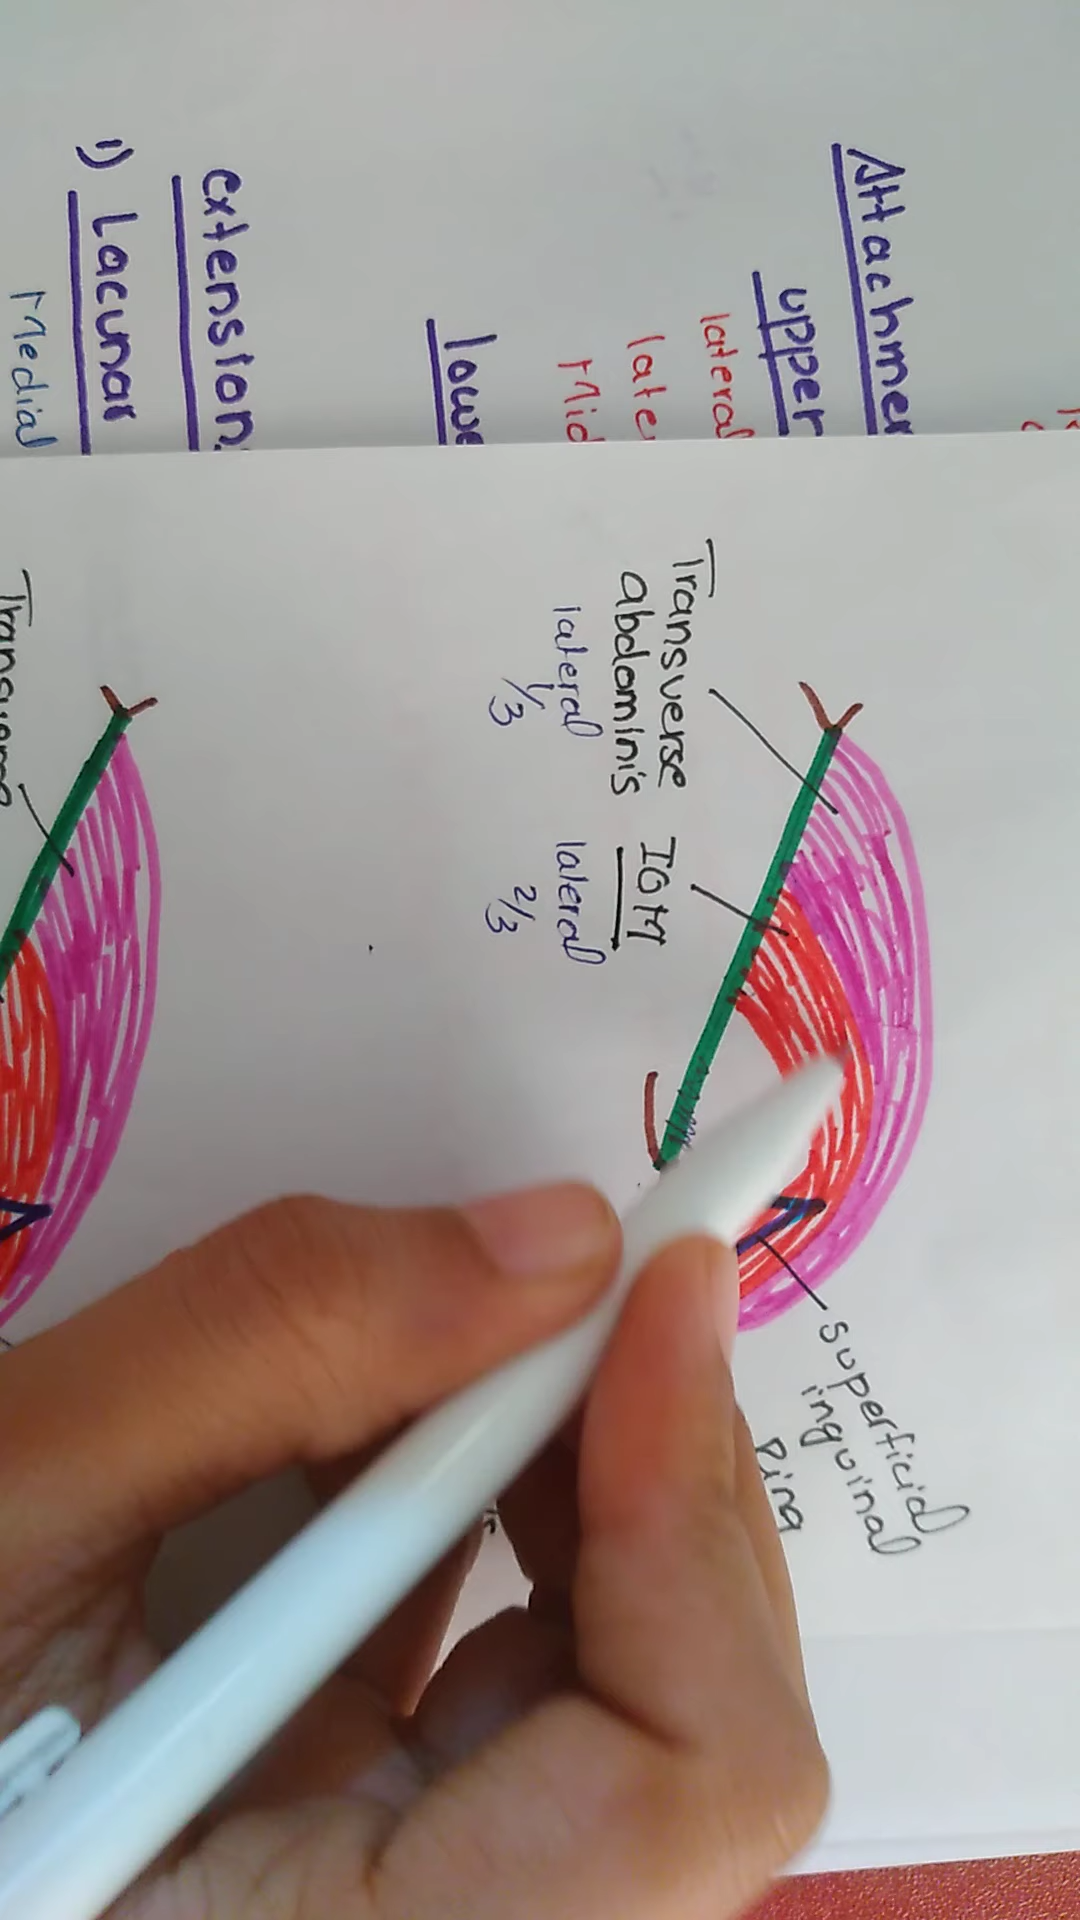 Attachmen
upper
lateral
late
Mid
lowe
extension
1) Lacunar
Medial
Transverse
abdominis
lateral
1/3
IOM
lateral
2/3
superficial
inguinal
Ring